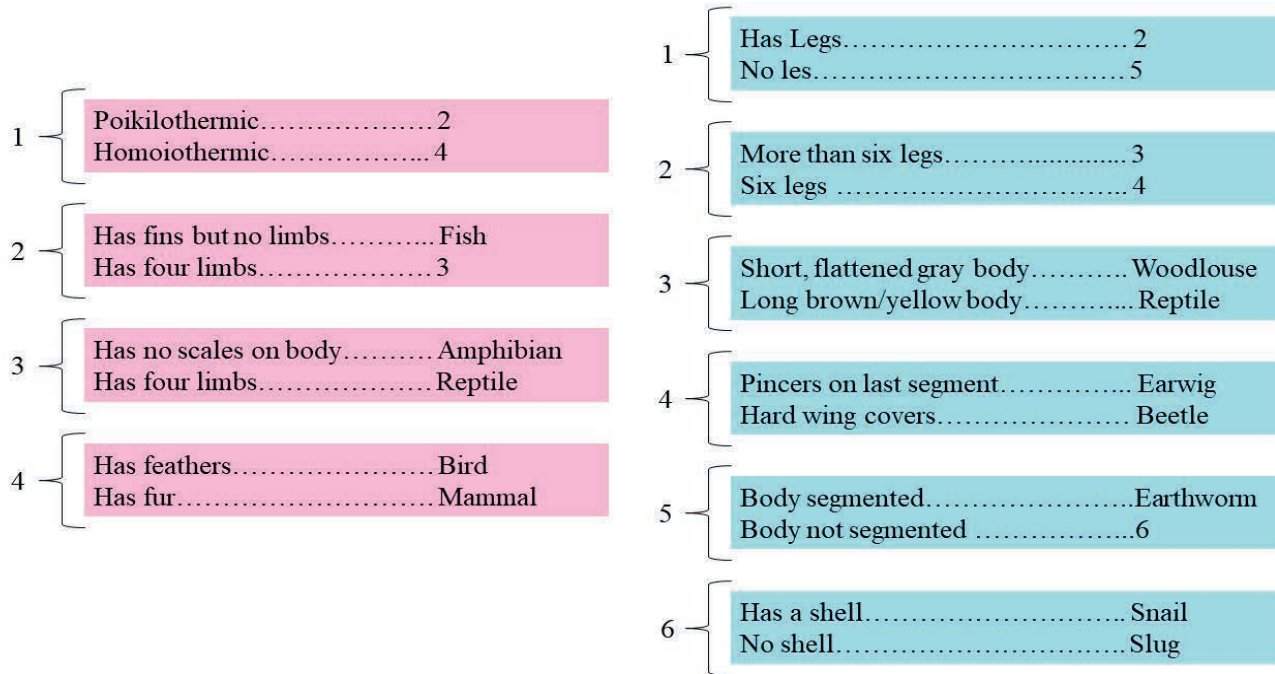 1
Poikilothermic……………… 2
Homoiothermic…………….. 4
2
Has fins but no limbs………... Fish
Has four limbs……………… 3
3
Has no scales on body……… Amphibian
Has four limbs……………… Reptile
4
Has feathers………………… Bird
Has fur……………………… Mammal
1
Has Legs………………………… 2
No les…………………………… 5
2
More than six legs………............. 3
Six legs ……………………….. 4
3
Short, flattened gray body……….. Woodlouse
Long brown/yellow body………... Reptile
4
Pincers on last segment………….. Earwig
Hard wing covers………………… Beetle
5
Body segmented…………………Earthworm
Body not segmented ……………...6
6
Has a shell……………………….. Snail
No shell………………………….. Slug